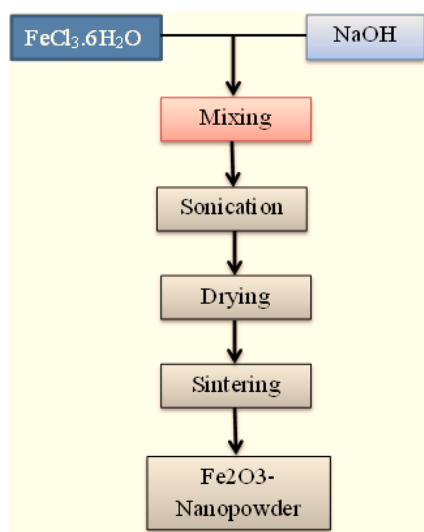 FeCl₃.6H₂O
NaOH
Mixing
Sonication
Drying
Sintering
Fe2O3-
Nanopowder